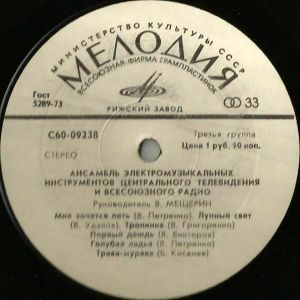 МИНИСТЕРСТВО КУЛЬТУРЫ СССР
МЕЛОДИЯ
ВСЕСОЮЗНАЯ ФИРМА ГРАМПЛАСТИНОК
Гост
5289-73
33
РИЖСКИЙ ЗАВОД
С60-09238
Третья группа
Цена 1 руб. 90 коп.
СТЕРЕО
АНСАМБЛЬ ЭЛЕКТРОМУЗЫКАЛЬНЫХ
ИНСТРУМЕНТОВ ЦЕНТРАЛЬНОГО ТЕЛЕВИДЕНИЯ
И ВСЕСОЮЗНОГО РАДИО
Руководитель В. МЕЩЕРИН
Мне хочется петь (В. Петренко). Лунный свет
(В. Удалов). Тропинка (В. Григоренко)
Первый дождь (В. Викторов)
Голубая ладья (В. Петренко)
Трава-мурава (Б. Киселев)